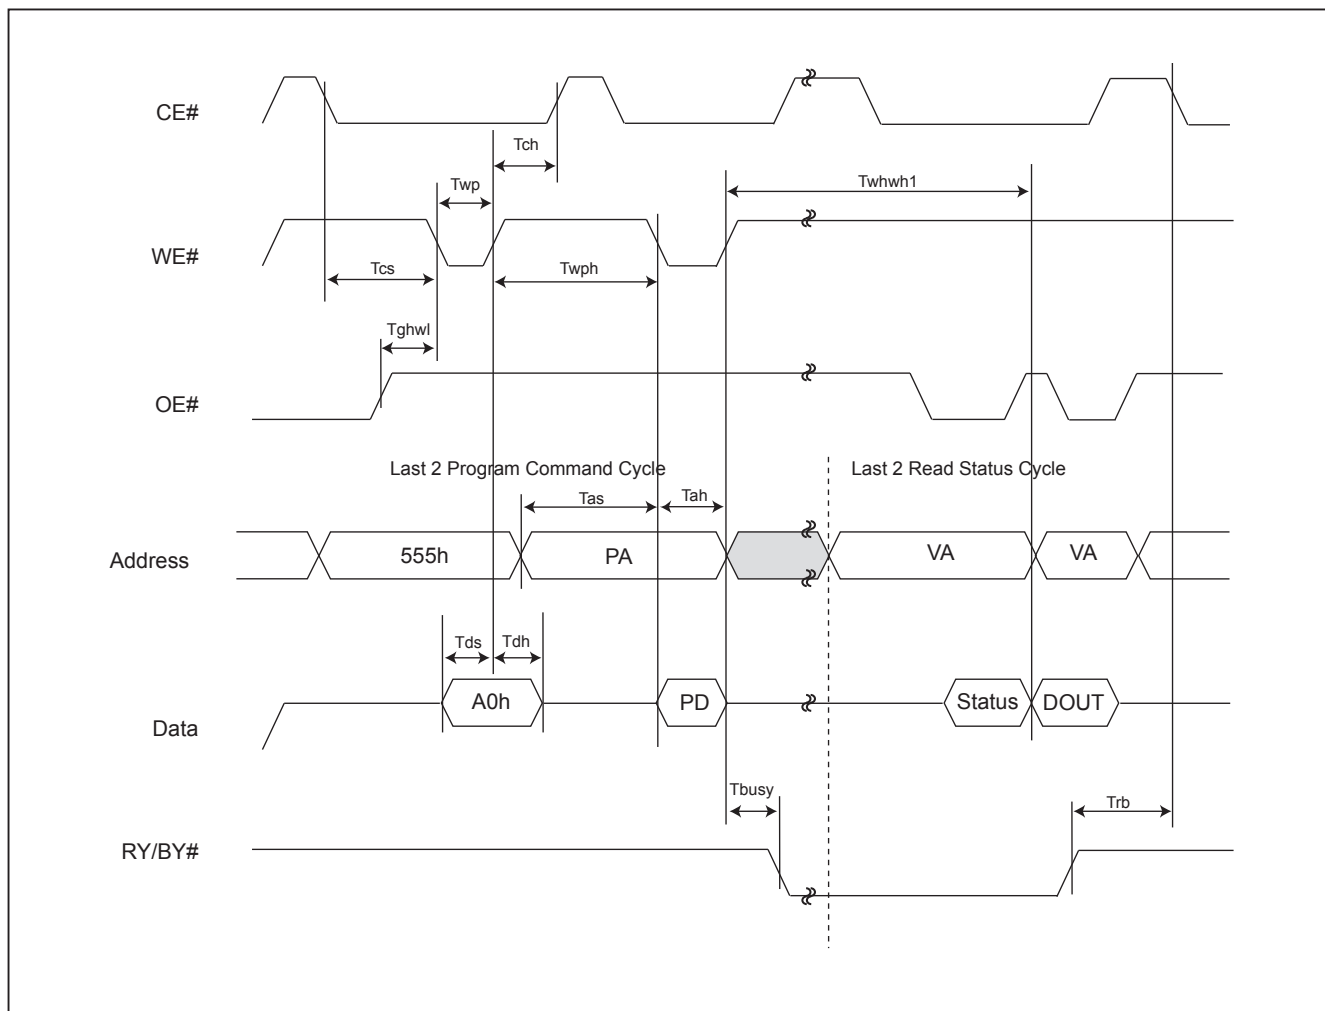 CE#
Tch
Twp
Twhwh1
WE#
Tcs
Twph
Tghwl
OE#
Last 2 Program Command Cycle
Last 2 Read Status Cycle
Tas
Tah
Address
555h
PA
VA
VA
Tds
Tdh
Data
A0h
PD
Status
DOUT
Tbusy
Trb
RY/BY#